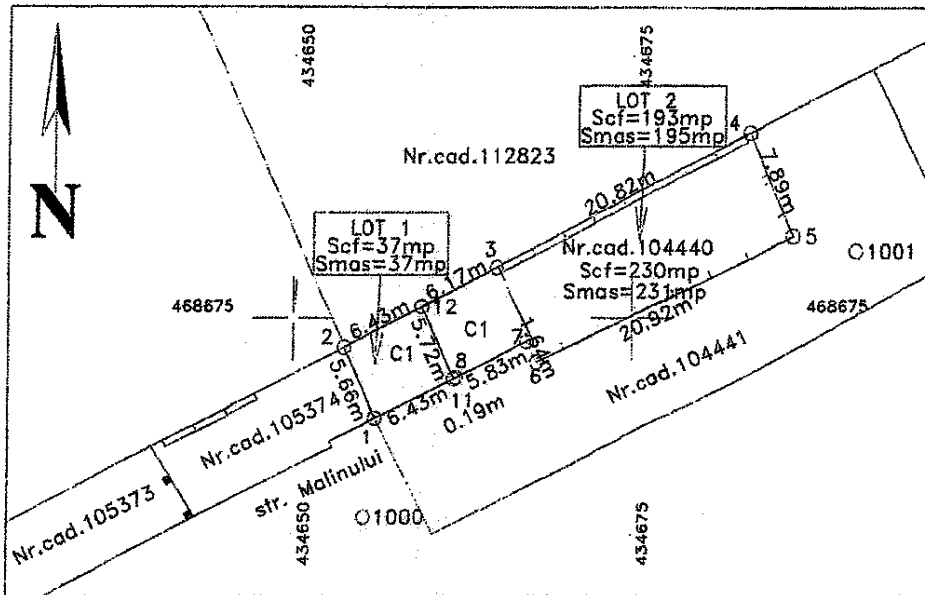 434650
434675
LOT 2
Scf=193mp
Smas=195mp
4
Nr.cad.112823
7.89m
20.82m
N
LOT 1
Scf=37mp
Smas=37mp
3
Nr.cad.104440
Scf=230mp
Smas=231mp
5
1001
6.17m
468675
468675
6.43m
12
2
C1
C1
5.72m
7
20.92m
5.66m
8
5.83m
6
11
Nr.cad.104441
6.43m
0.19m
1
Nr.cad.105374
str. Malinului
1000
Nr.cad.105373
434650
434675